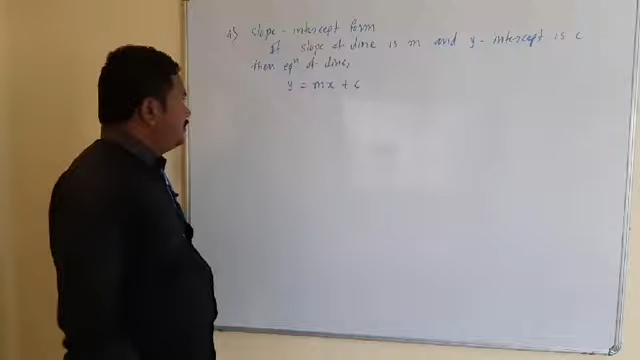 4) Slope - intercept form
If slope of line is m and y - intercept is c
then eqⁿ of line,
y = mx + c